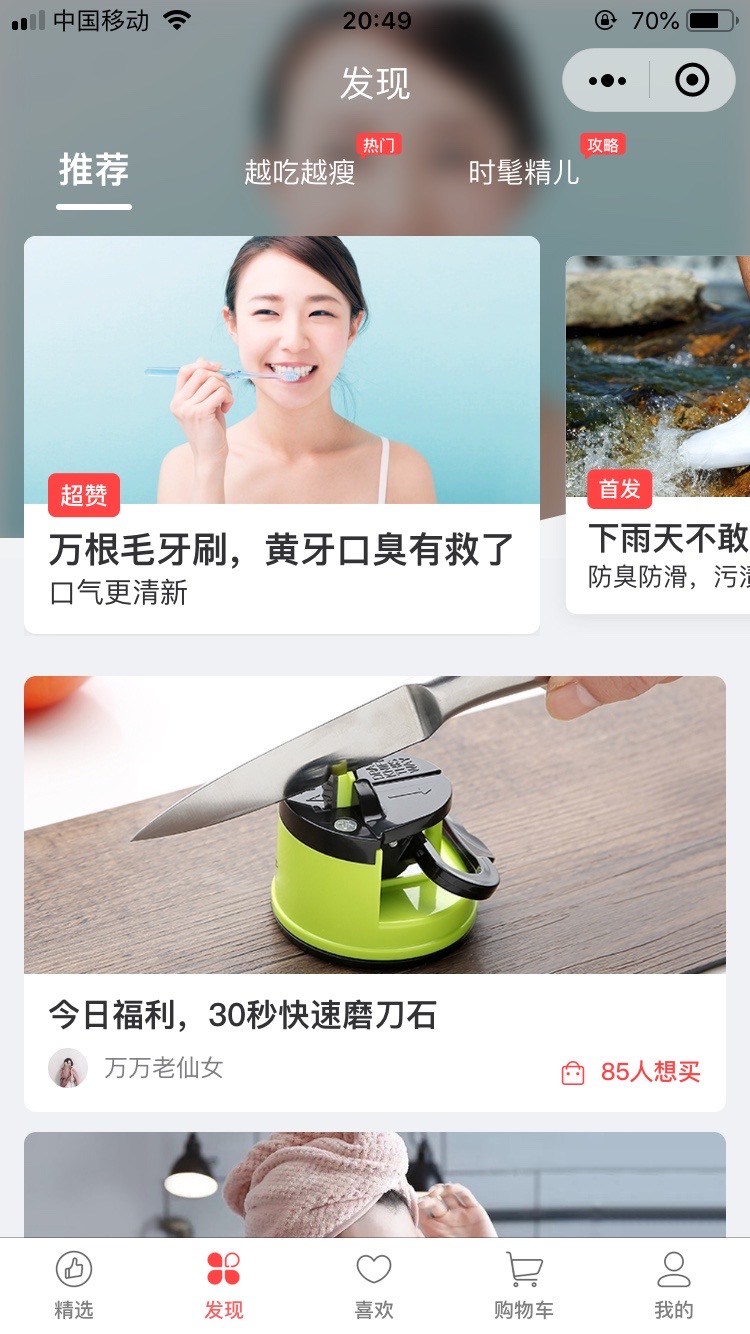 中国移动
20:49
70%
发现
推荐
越吃越瘦
热门
时髦精儿
攻略
超赞
万根毛牙刷，黄牙口臭有救了
口气更清新
首发
下雨天不敢
防臭防滑，污渍
今日福利，30秒快速磨刀石
万万老仙女
85人想买
精选
发现
喜欢
购物车
我的